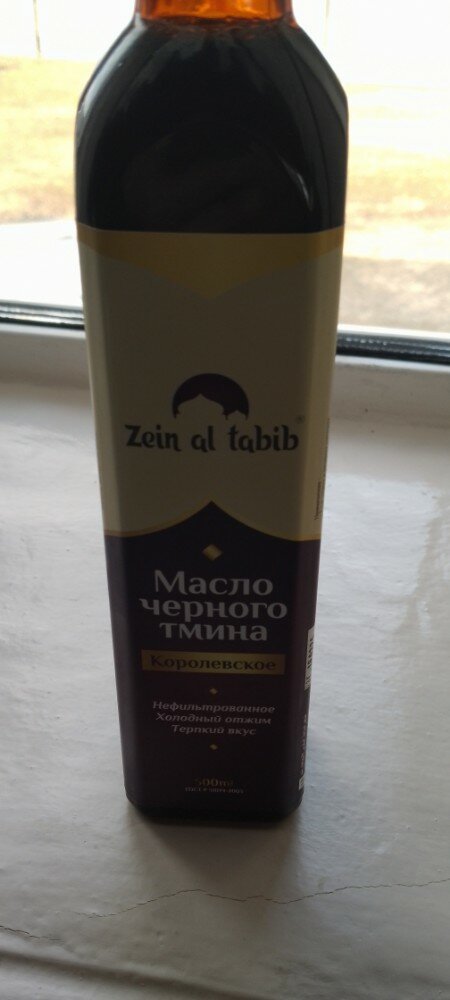 Zein al tabib®
Масло
черного
тмина
Королевское
Нефильтрованное
Холодный отжим
Терпкий вкус
500ml